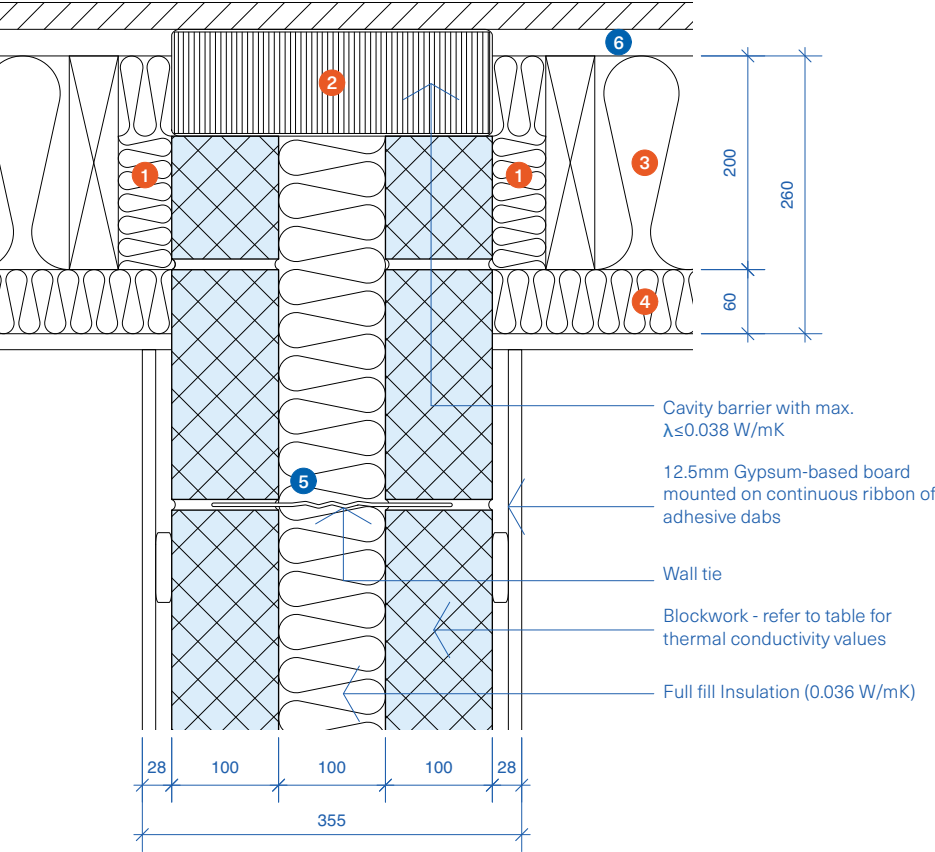 6
2
1
1
3
200
260
4
60
Cavity barrier with max.
λ≤0.038 W/mK
12.5mm Gypsum-based board
mounted on continuous ribbon of
adhesive dabs
5
Wall tie
Blockwork - refer to table for
thermal conductivity values
Full fill Insulation (0.036 W/mK)
28
100
100
100
28
355